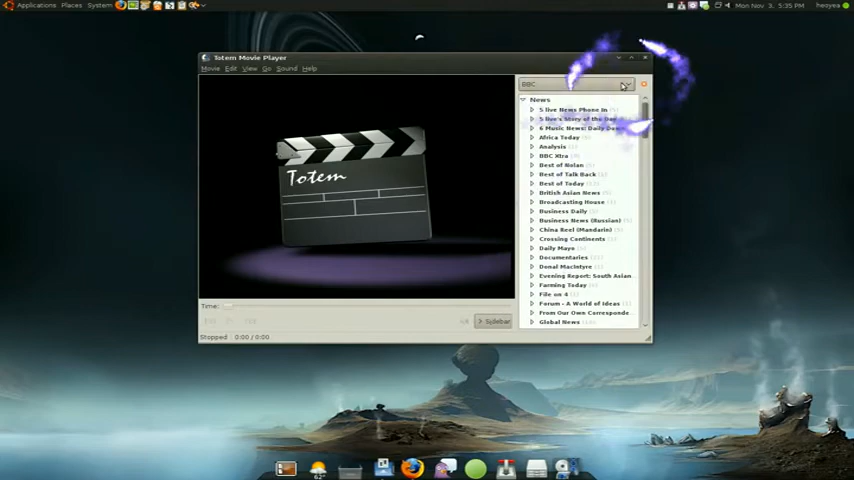 Applications Places System
Mon Nov 3, 5:35 PM
heoyea
Totem Movie Player
Movie Edit View Go Sound Help
BBC
News
5 live News Phone In
5 live's Story of the Day
6 Music News: Daily Dow
Africa Today
Analysis
BBC Xtra
Best of Nolan
Best of Talk Back
Best of Today
British Asian News
Broadcasting House
Business Daily
Business News (Russian)
China Reel (Mandarin)
Crossing Continents
Daily Mayo
Documentaries
Donal MacIntyre
Evening Report: South Asian
Farming Today
File on 4
Forum - A World of Ideas
From Our Own Corresponde...
Global News
Totem
Time:
Sidebar
Stopped 0:00 / 0:00
62°